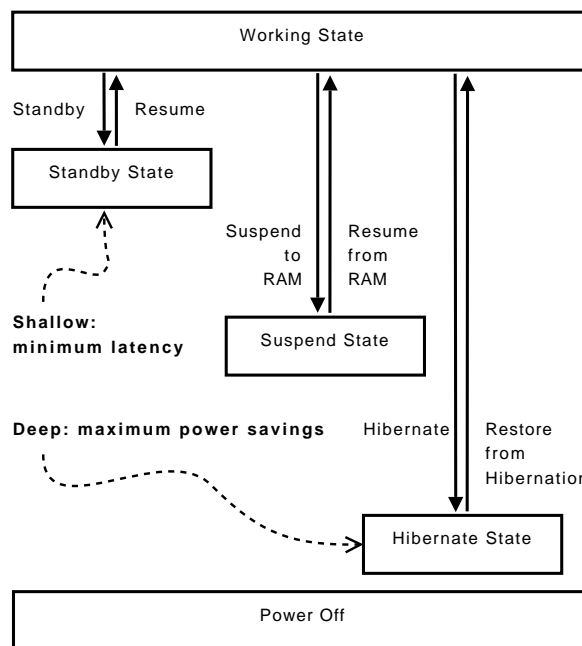 Working State
Standby
Resume
Standby State
Suspend
to
RAM
Resume
from
RAM
Shallow:
minimum latency
Suspend State
Deep: maximum power savings
Hibernate
Restore
from
Hibernation
Hibernate State
Power Off